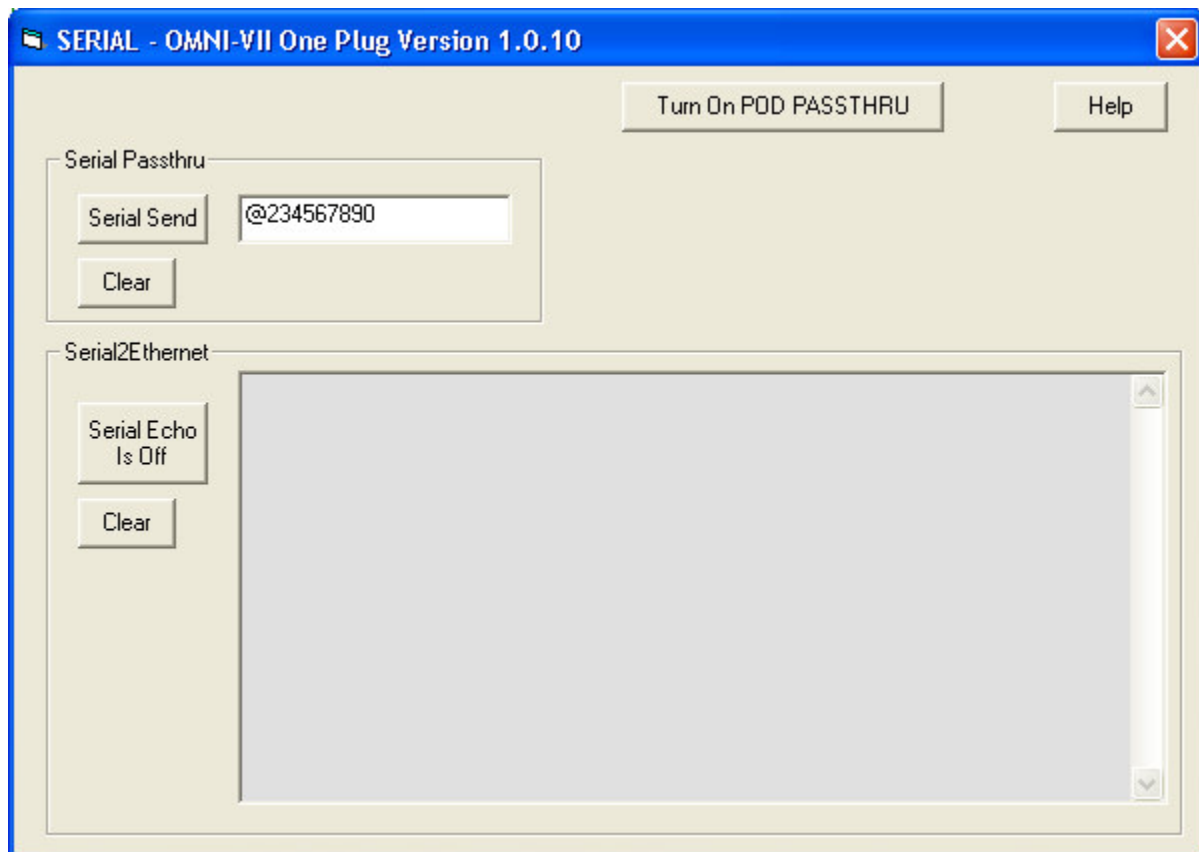 SERIAL - OMNI-VII One Plug Version 1.0.10
Turn On POD PASSTHRU
Help
Serial Passthru
Serial Send
@234567890
Clear
Serial2Ethernet
Serial Echo
Is Off
Clear